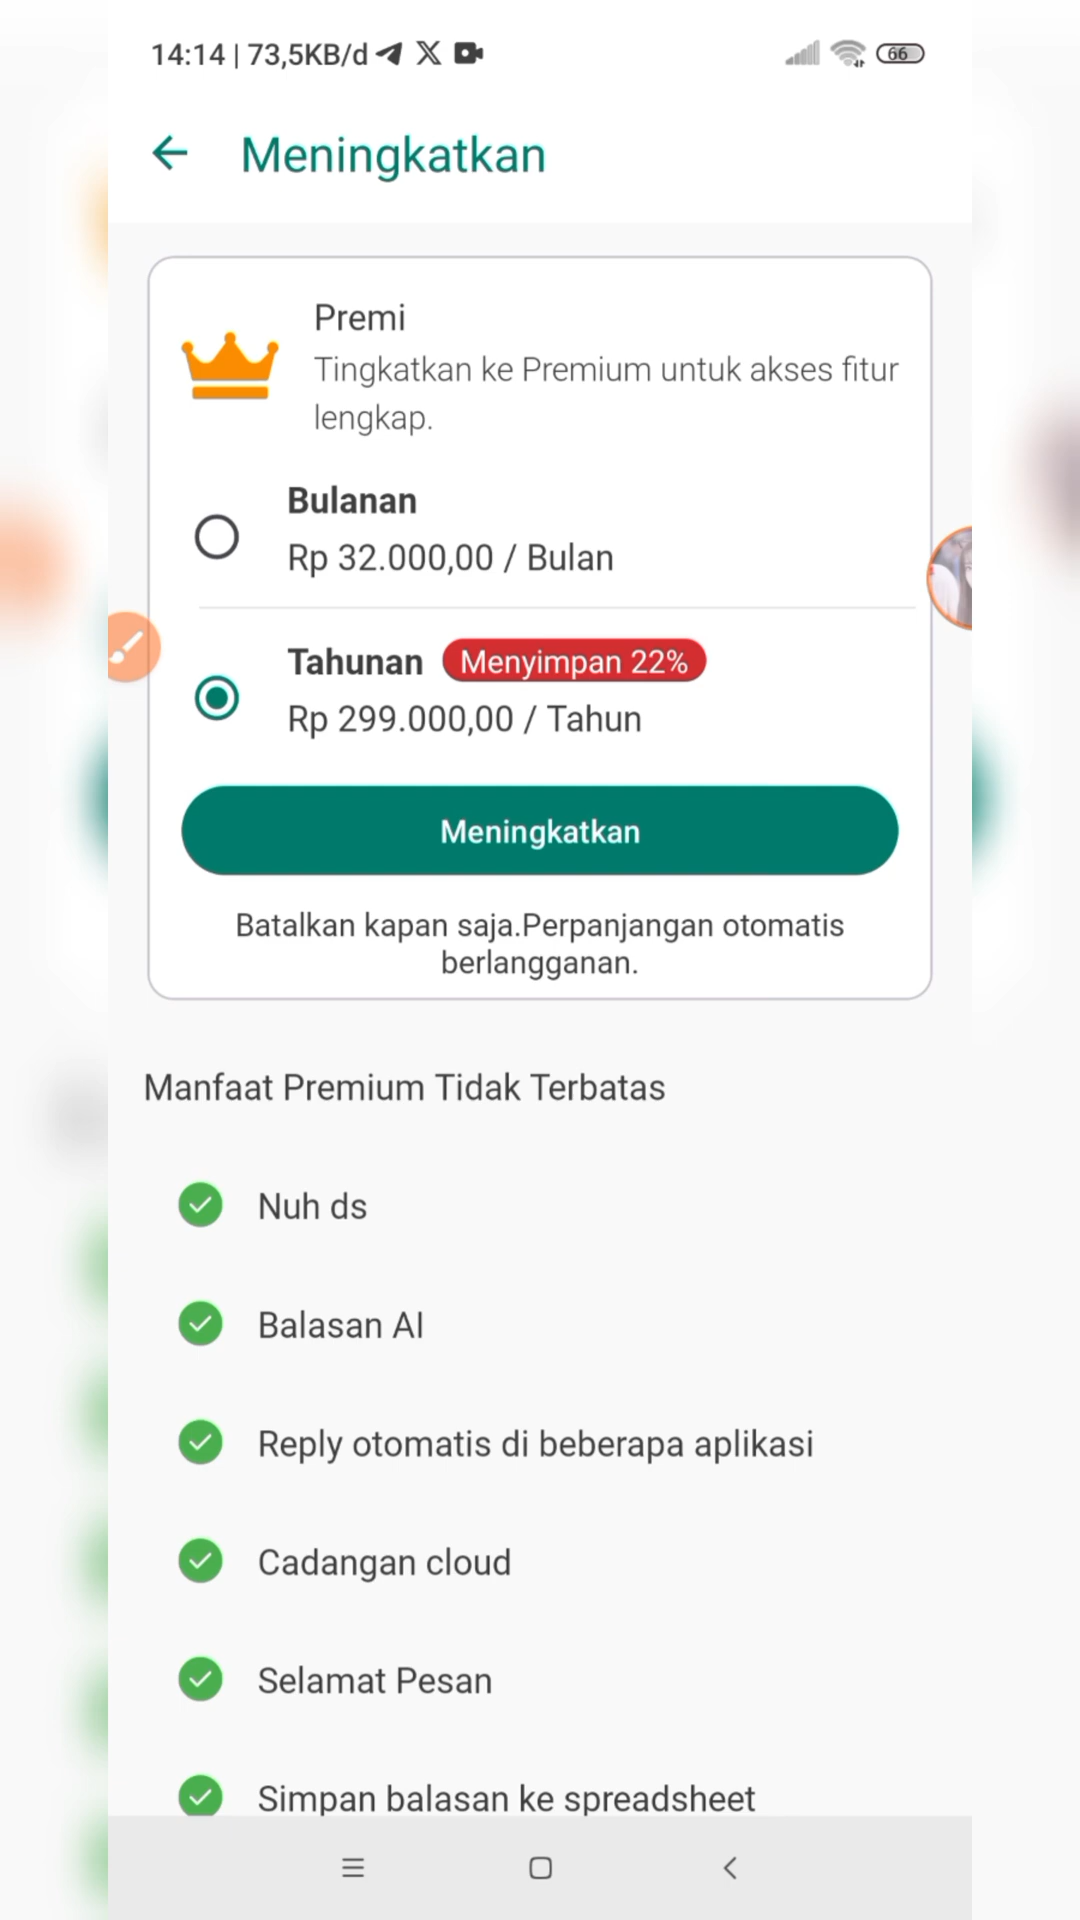 14:14 | 73,5KB/d
66
Meningkatkan
Premi
Tingkatkan ke Premium untuk akses fitur
lengkap.
Bulanan
Rp 32.000,00 / Bulan
Tahunan Menyimpan 22%
Rp 299.000,00 / Tahun
Meningkatkan
Batalkan kapan saja.Perpanjangan otomatis
berlangganan.
Manfaat Premium Tidak Terbatas
Nuh ds
Balasan AI
Reply otomatis di beberapa aplikasi
Cadangan cloud
Selamat Pesan
Simpan balasan ke spreadsheet